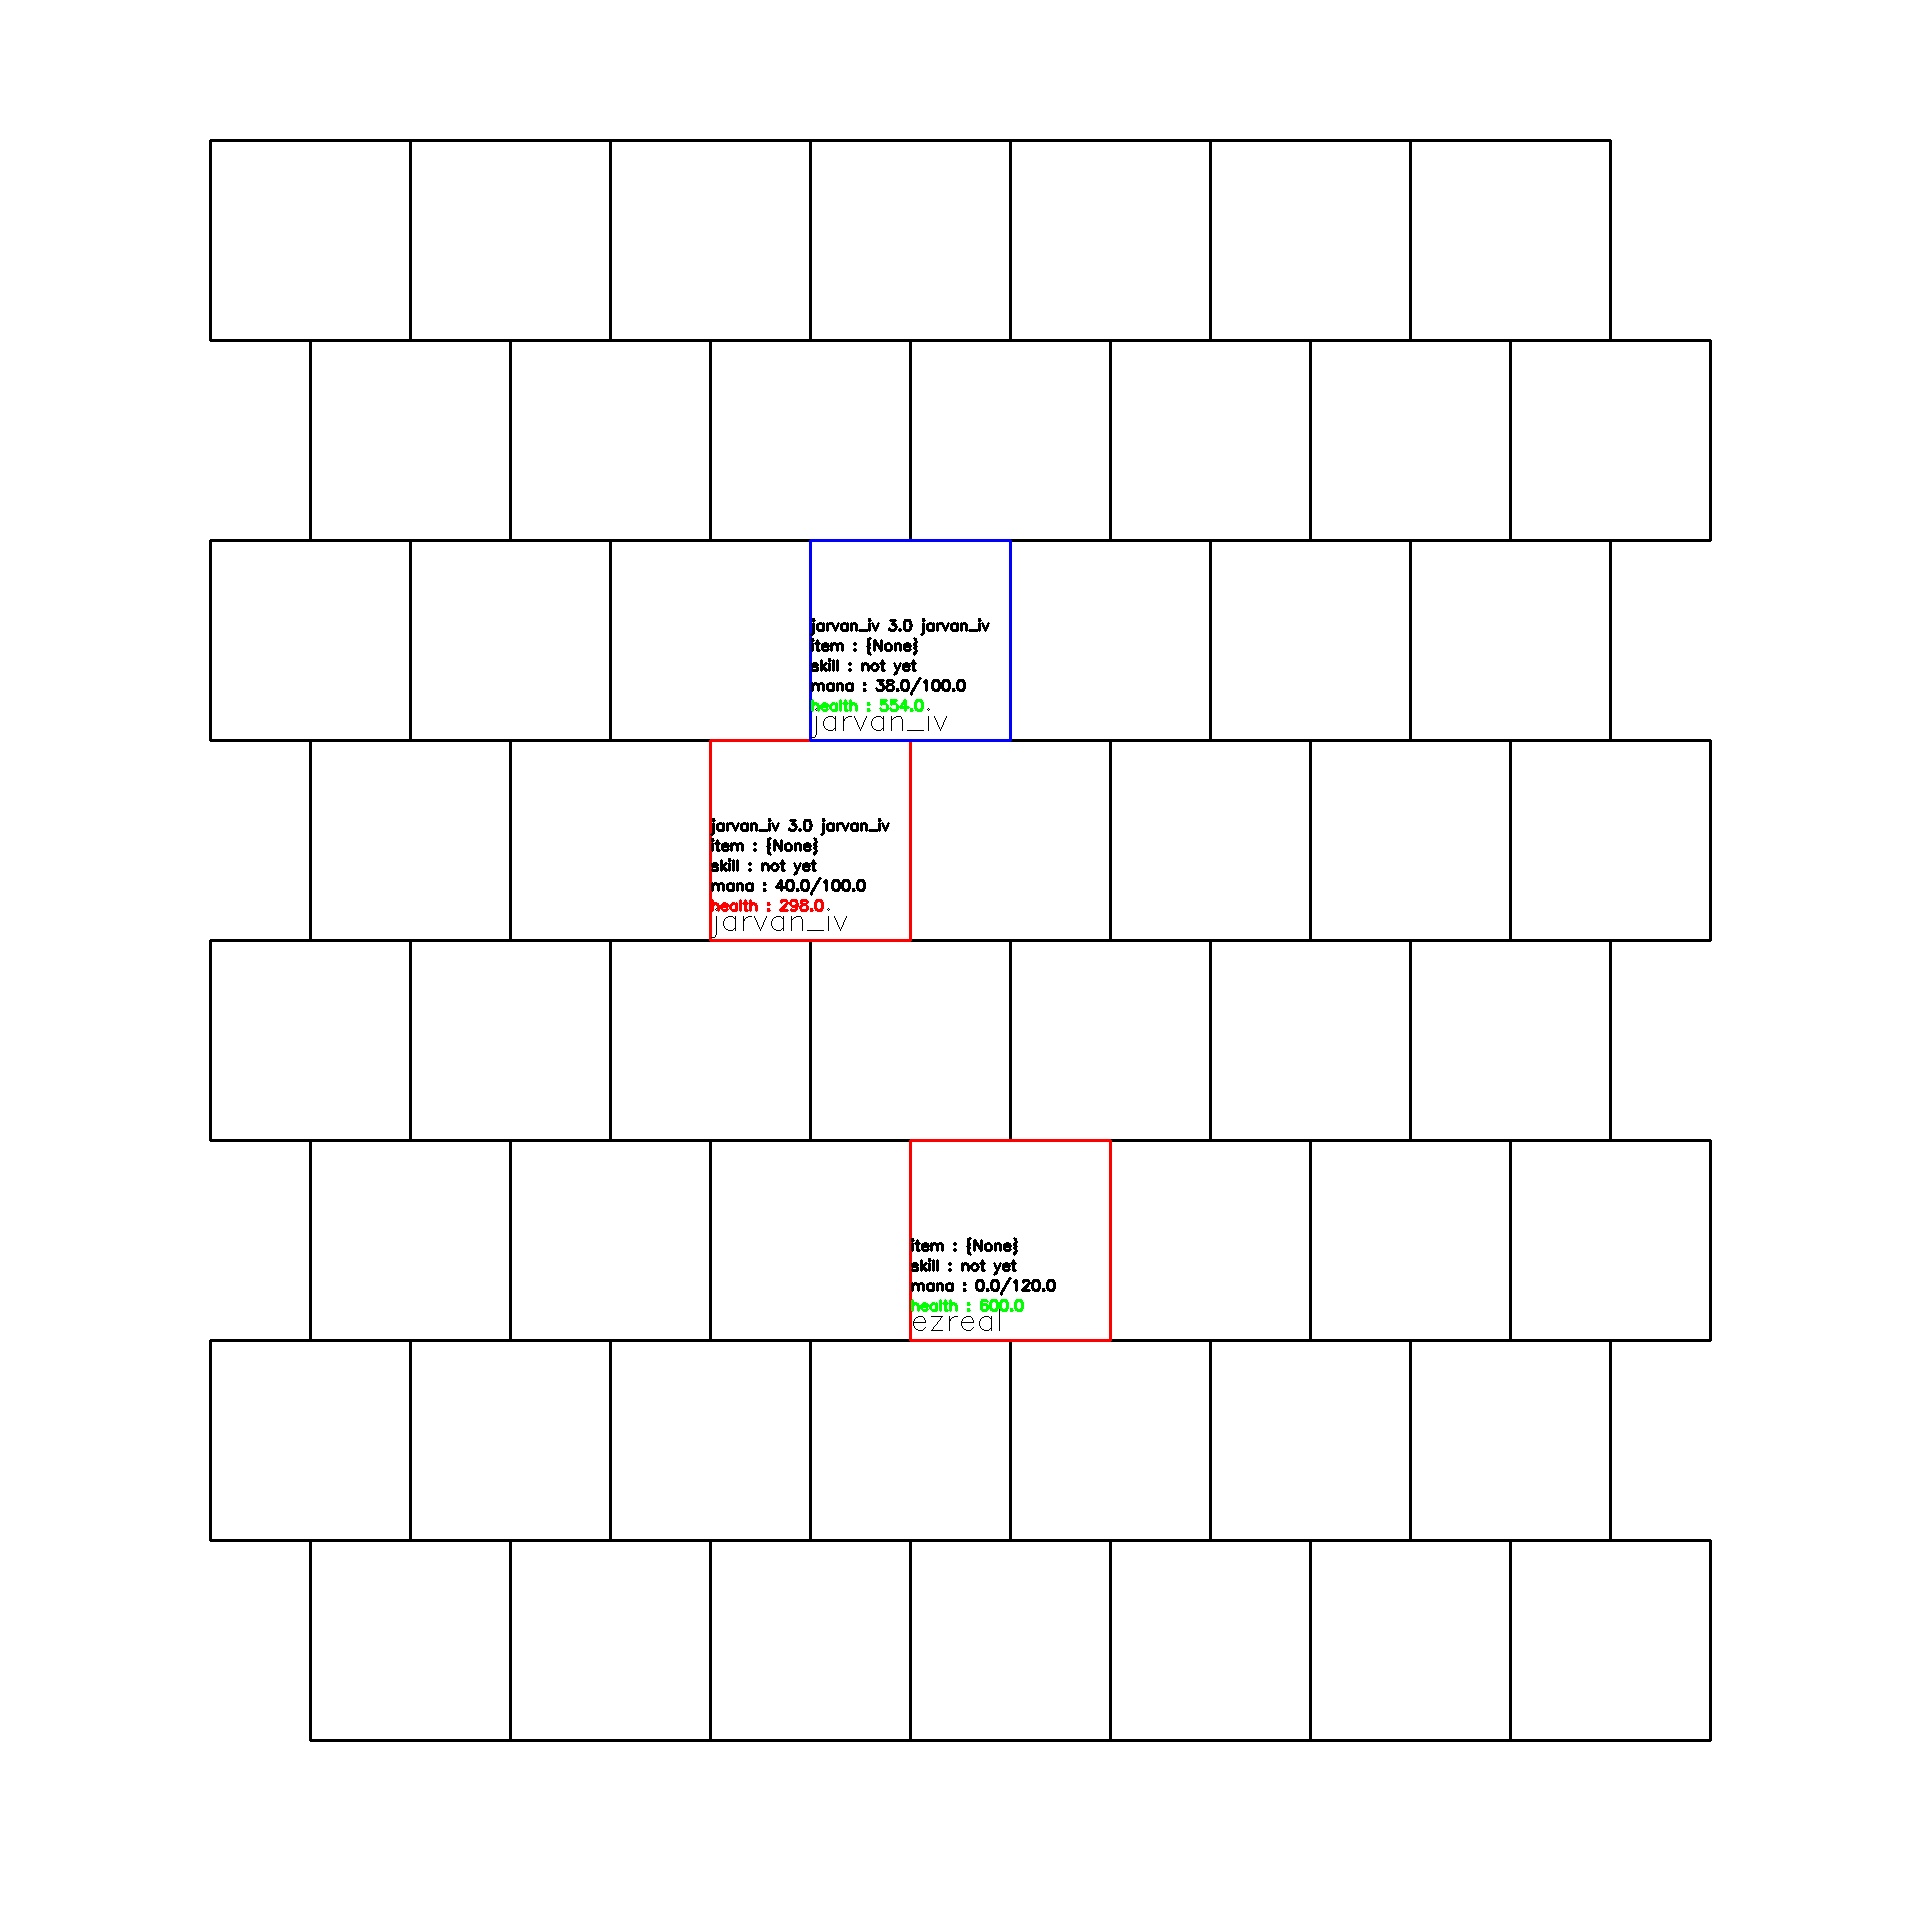 jarvan_iv 3.0 jarvan_iv
item : {None}
skill : not yet
mana : 38.0/100.0
health : 554.0
jarvan_iv
jarvan_iv 3.0 jarvan_iv
item : {None}
skill : not yet
mana : 40.0/100.0
health : 298.0
jarvan_iv
item : {None}
skill : not yet
mana : 0.0/120.0
health : 600.0
ezreal